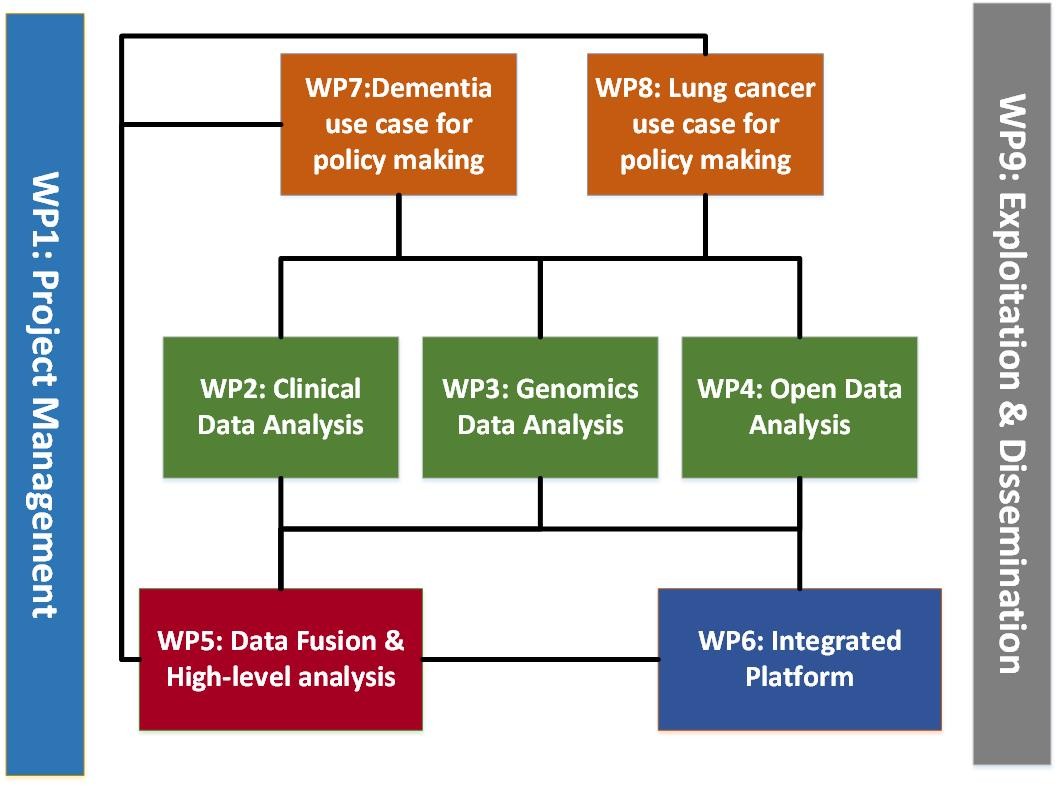 WP1: Project Management
WP7:Dementia
use case for
policy making
WP8: Lung cancer
use case for
policy making
WP2: Clinical
Data Analysis
WP3: Genomics
Data Analysis
WP4: Open Data
Analysis
WP5: Data Fusion &
High-level analysis
WP6: Integrated
Platform
WP9: Exploitation & Dissemination